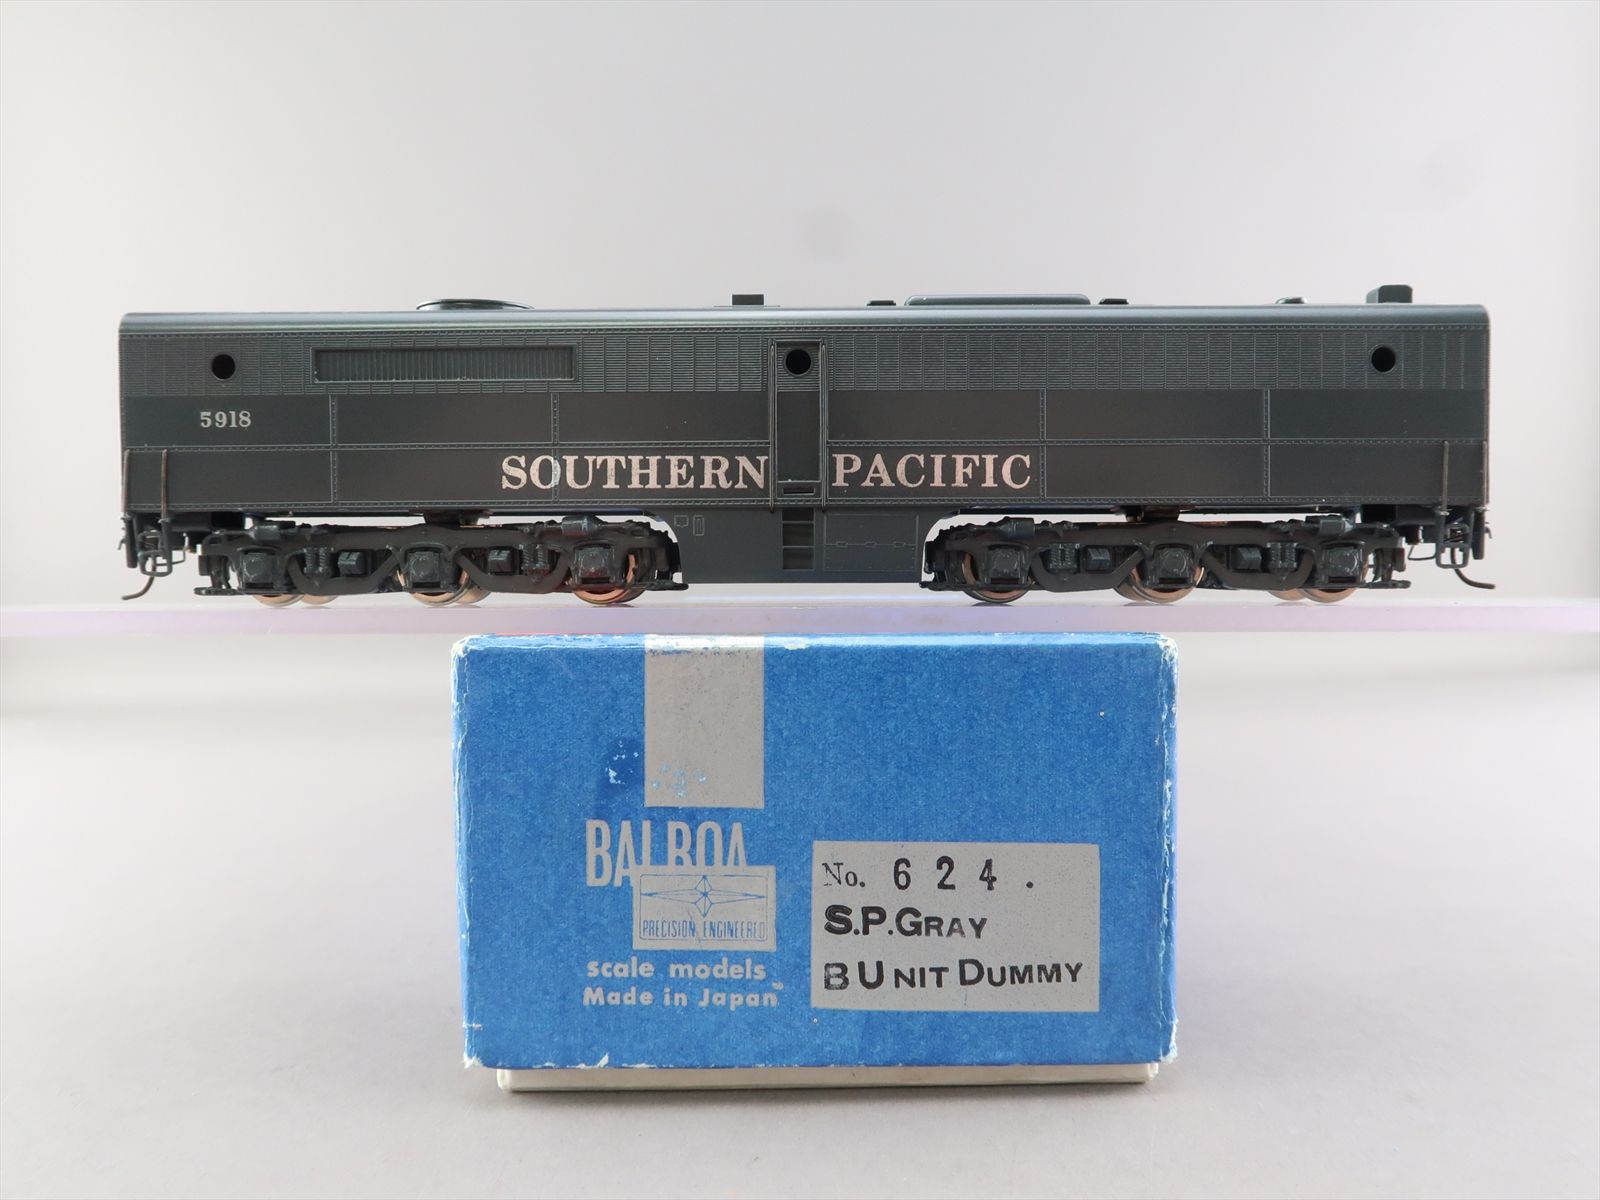 5918
SOUTHERN PACIFIC
BALBOA
PRECISION ENGINEERED
scale models
Made in Japan
No. 624.
S.P.GRAY
B UNIT DUMMY